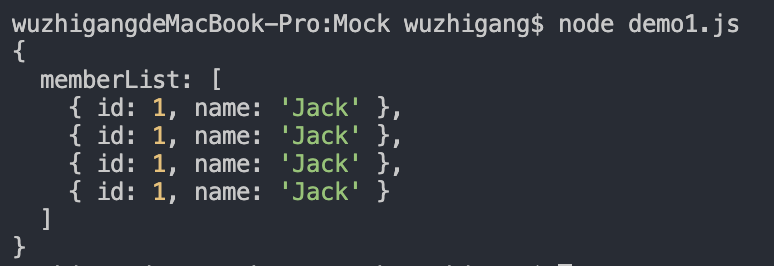 wuzhigangdeMacBook-Pro:Mock wuzhigang$ node demo1.js
{
  memberList: [
    { id: 1, name: 'Jack' },
    { id: 1, name: 'Jack' },
    { id: 1, name: 'Jack' },
    { id: 1, name: 'Jack' }
  ]
}